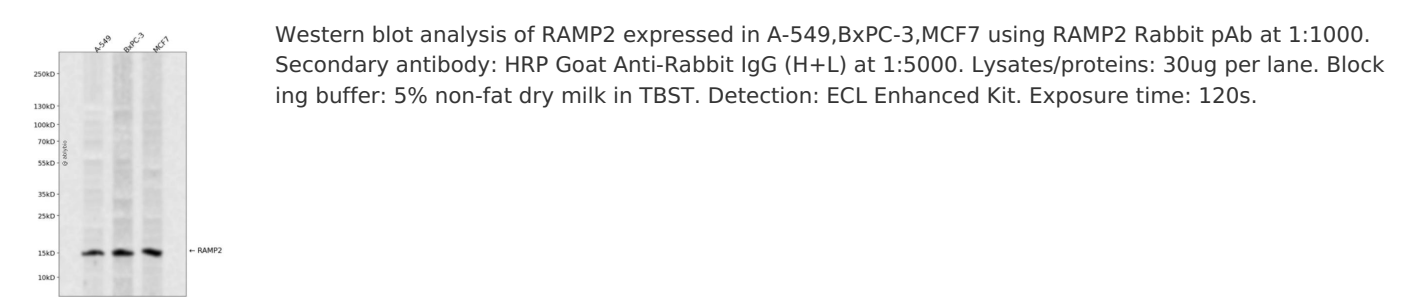 A-549
BxPC-3
MCF7
250kD
130kD
100kD
70kD
55kD
35kD
25kD
15kD
10kD
← RAMP2
Western blot analysis of RAMP2 expressed in A-549,BxPC-3,MCF7 using RAMP2 Rabbit pAb at 1:1000.
Secondary antibody: HRP Goat Anti-Rabbit IgG (H+L) at 1:5000. Lysates/proteins: 30ug per lane. Block
ing buffer: 5% non-fat dry milk in TBST. Detection: ECL Enhanced Kit. Exposure time: 120s.